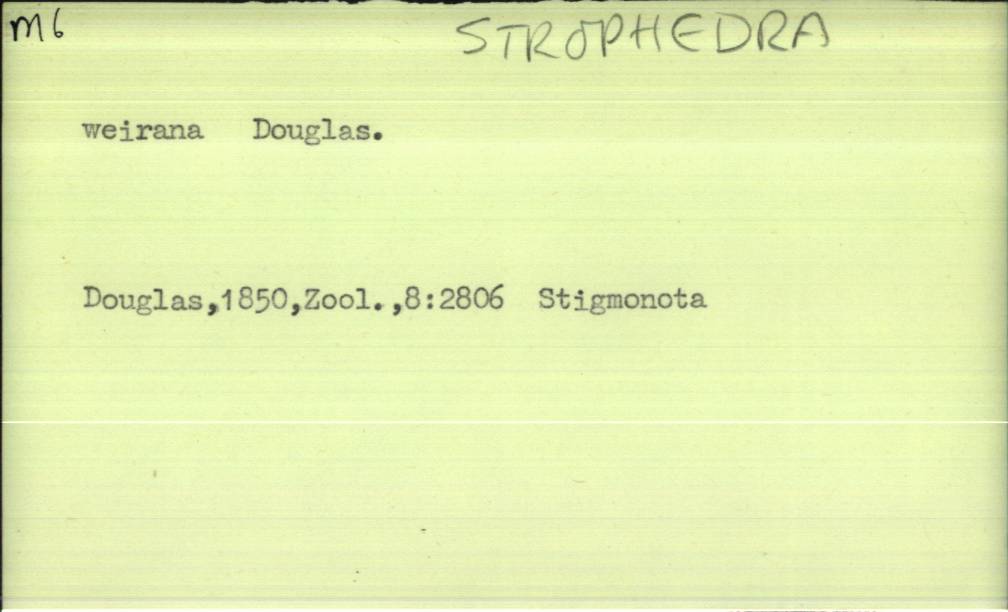 M6
STROPHEDRA
weirana Douglas.
Douglas,1850,Zool.,8:2806 Stigmonota